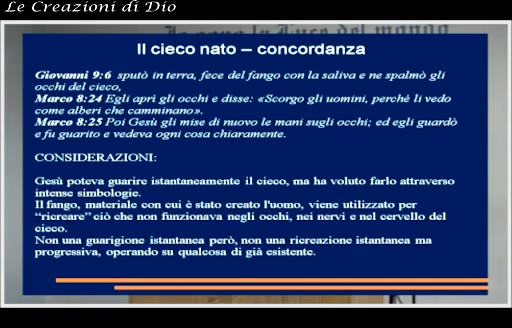 Le Creazioni di Dio
Il cieco nato – concordanza
Giovanni 9:6 sputò in terra, fece del fango con la saliva e ne spalmò gli
occhi del cieco,
Marco 8:24 Egli aprì gli occhi e disse: «Scorgo gli uomini, perché li vedo
come alberi che camminano».
Marco 8:25 Poi Gesù gli mise di nuovo le mani sugli occhi; ed egli guardò
e fu guarito e vedeva ogni cosa chiaramente.
CONSIDERAZIONI:
Gesù poteva guarire istantaneamente il cieco, ma ha voluto farlo attraverso
intense simbologie.
Il fango, materiale con cui è stato creato l'uomo, viene utilizzato per
“ricreare” ciò che non funzionava negli occhi, nei nervi e nel cervello del
cieco.
Non una guarigione istantanea però, non una ricreazione istantanea ma
progressiva, operando su qualcosa di già esistente.